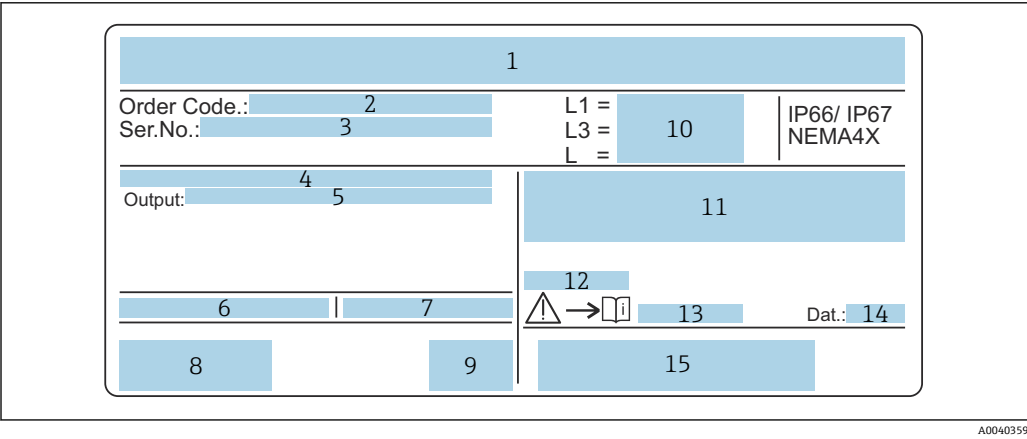 1
Order Code.: 2
Ser.No.: 3
L1 =
L3 =
L =
10
IP66/ IP67
NEMA4X
4
Output: 5
11
12
6 7
i 13 Dat.: 14
8 9 15
A0040359